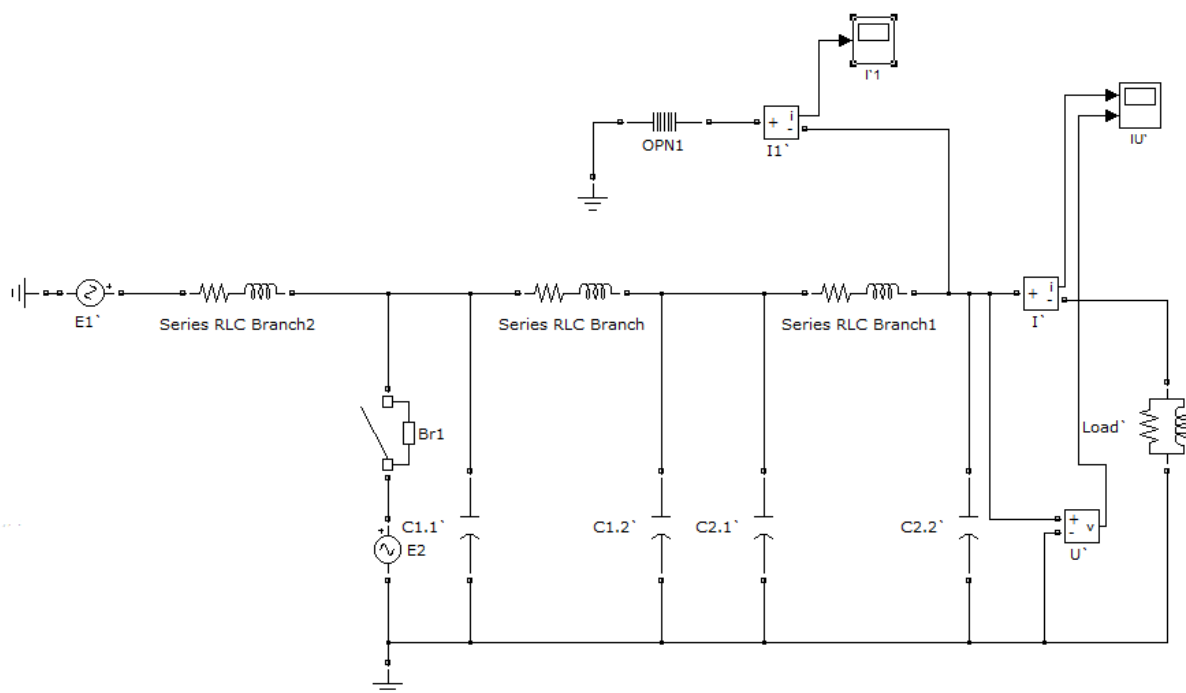 I`1
i
+
-
I1`
OPN1
IU'
E1`
+
Series RLC Branch2
Series RLC Branch
Series RLC Branch1
i
+
-
I`
Br1
Load`
+
E2
C1.1`
C1.2`
C2.1`
C2.2`
+
-
v
U`